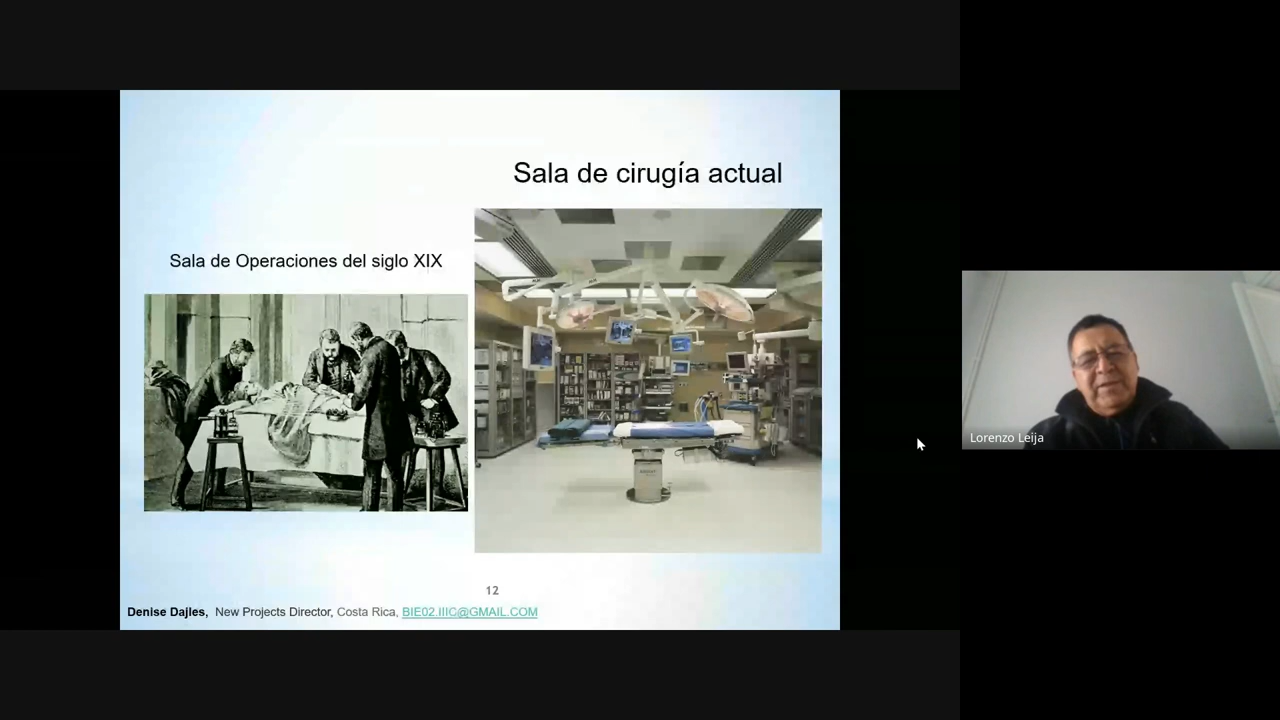 Sala de cirugía actual
Sala de Operaciones del siglo XIX
12
Denise Dajles, New Projects Director, Costa Rica, BIE02.IIIC@GMAIL.COM
Lorenzo Leija